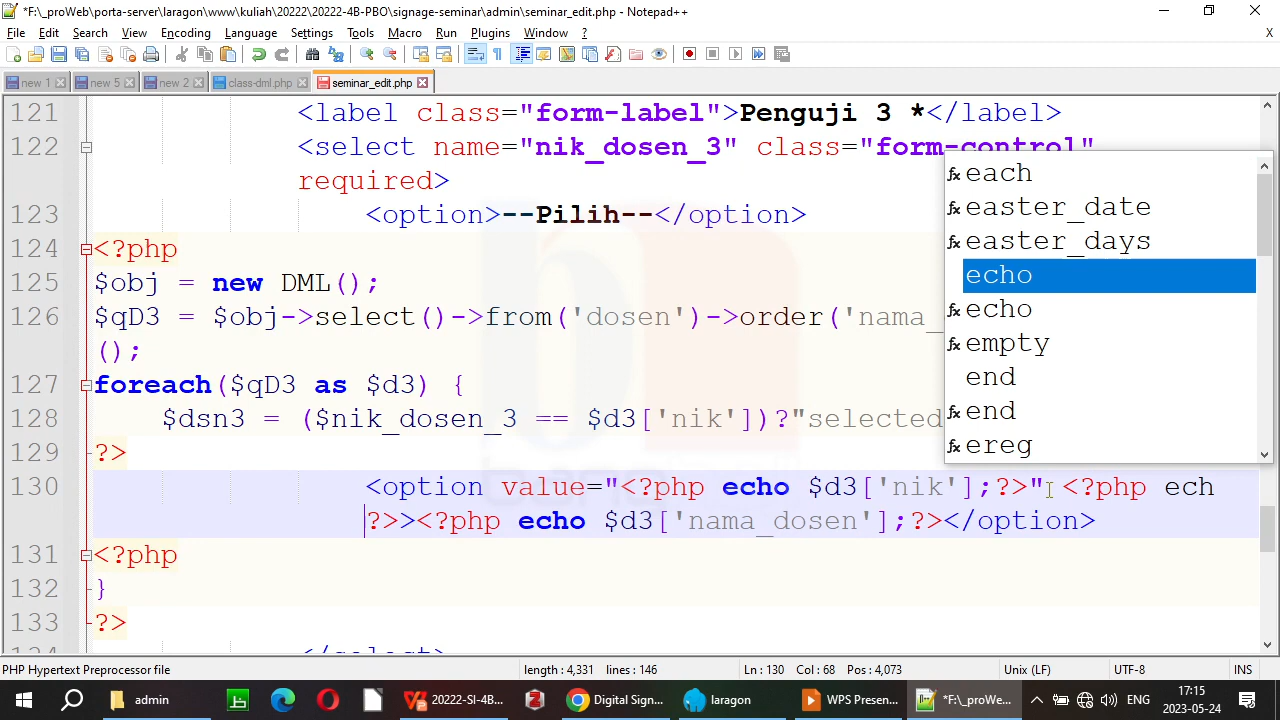 *F:\_proWeb\porta-server\laragon\www\kuliah\20222\20222-4B-PBO\signage-seminar\admin\seminar_edit.php - Notepad++
File Edit Search View Encoding Language Settings Tools Macro Run Plugins Window ? X
new 1 new 5 new 2 class-dml.php seminar_edit.php
121 <label class="form-label">Penguji 3 *</label>
122 <select name="nik_dosen_3" class="form-control"
required>
123 <option>--Pilih--</option>
124 <?php
125 $obj = new DML();
126 $qD3 = $obj->select()->from('dosen')->order('nama_
();
127 foreach($qD3 as $d3) {
128 $dsn3 = ($nik_dosen_3 == $d3['nik'])?"selected
129 ?>
130 <option value="<?php echo $d3['nik'];?>" <?php ech
?>><?php echo $d3['nama_dosen'];?></option>
131 <?php
132 }
133 ?>
each
easter_date
easter_days
echo
echo
empty
end
end
ereg
PHP Hypertext Preprocessor file length : 4,331 lines : 146 Ln : 130 Col : 68 Pos : 4,073 Unix (LF) UTF-8 INS
admin 20222-SI-4B... Digital Sign... laragon WPS Presen... *F:\_proWe... ENG 17:15
2023-05-24